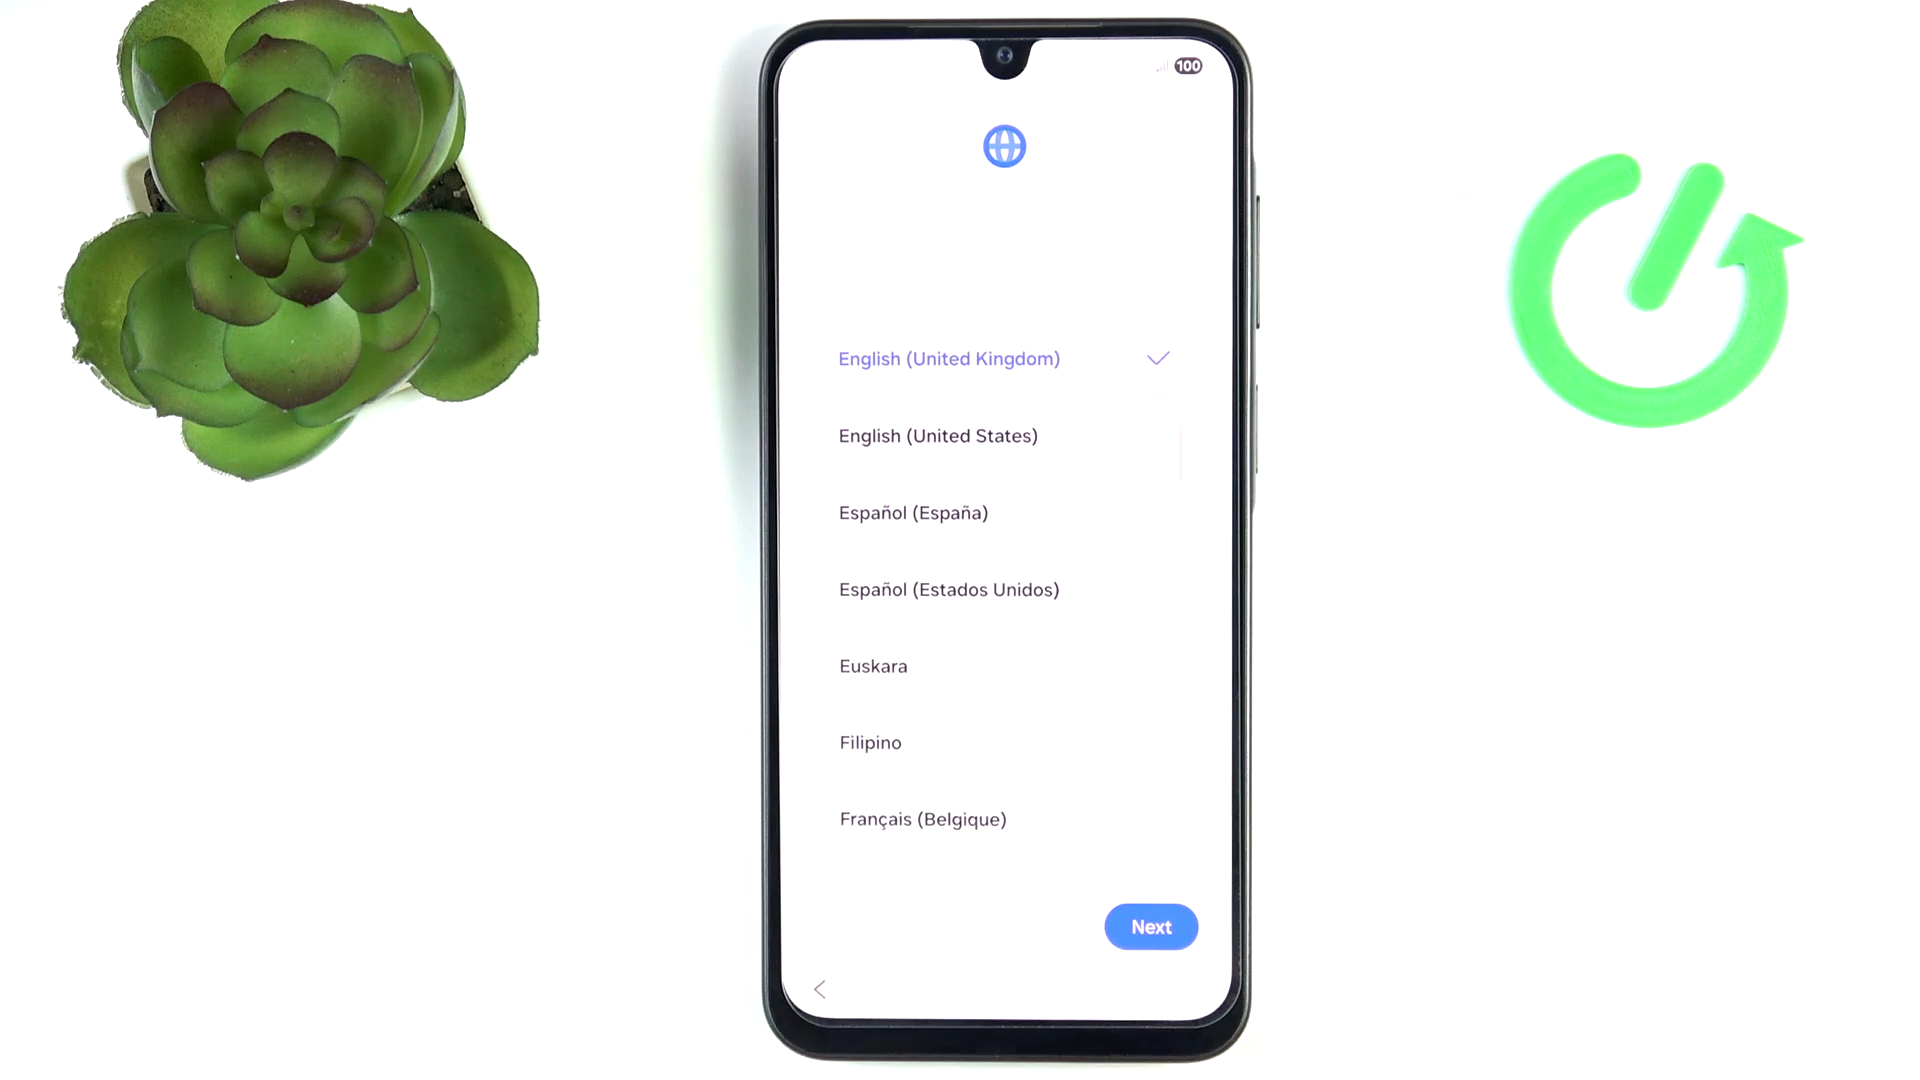 100
English (United Kingdom)
English (United States)
Español (España)
Español (Estados Unidos)
Euskara
Filipino
Français (Belgique)
Next